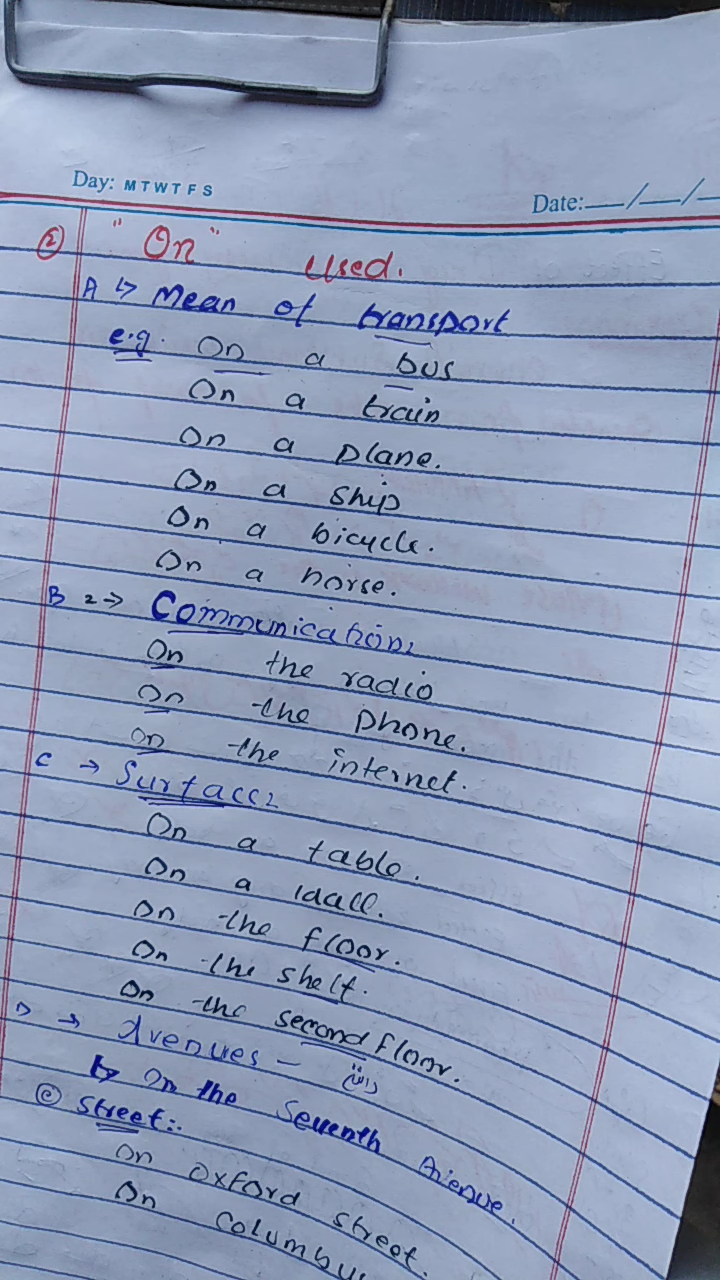 Day: M T W T F S
Date:__/__/__
② "On" used.
A ↳ Mean of transport
e.g. On a bus
On a train
On a plane.
On a ship
On a bicycle.
On a horse.
B 2→ Communication:
On the radio
On the phone.
On the internet.
C → Surface:
On a table.
On a
On the floor.
On the shelf.
On the second floor.
D → Avenues –
↳ On the Seventh Avenue.
ⓔ Street:-
On Oxford street.
On Columbus